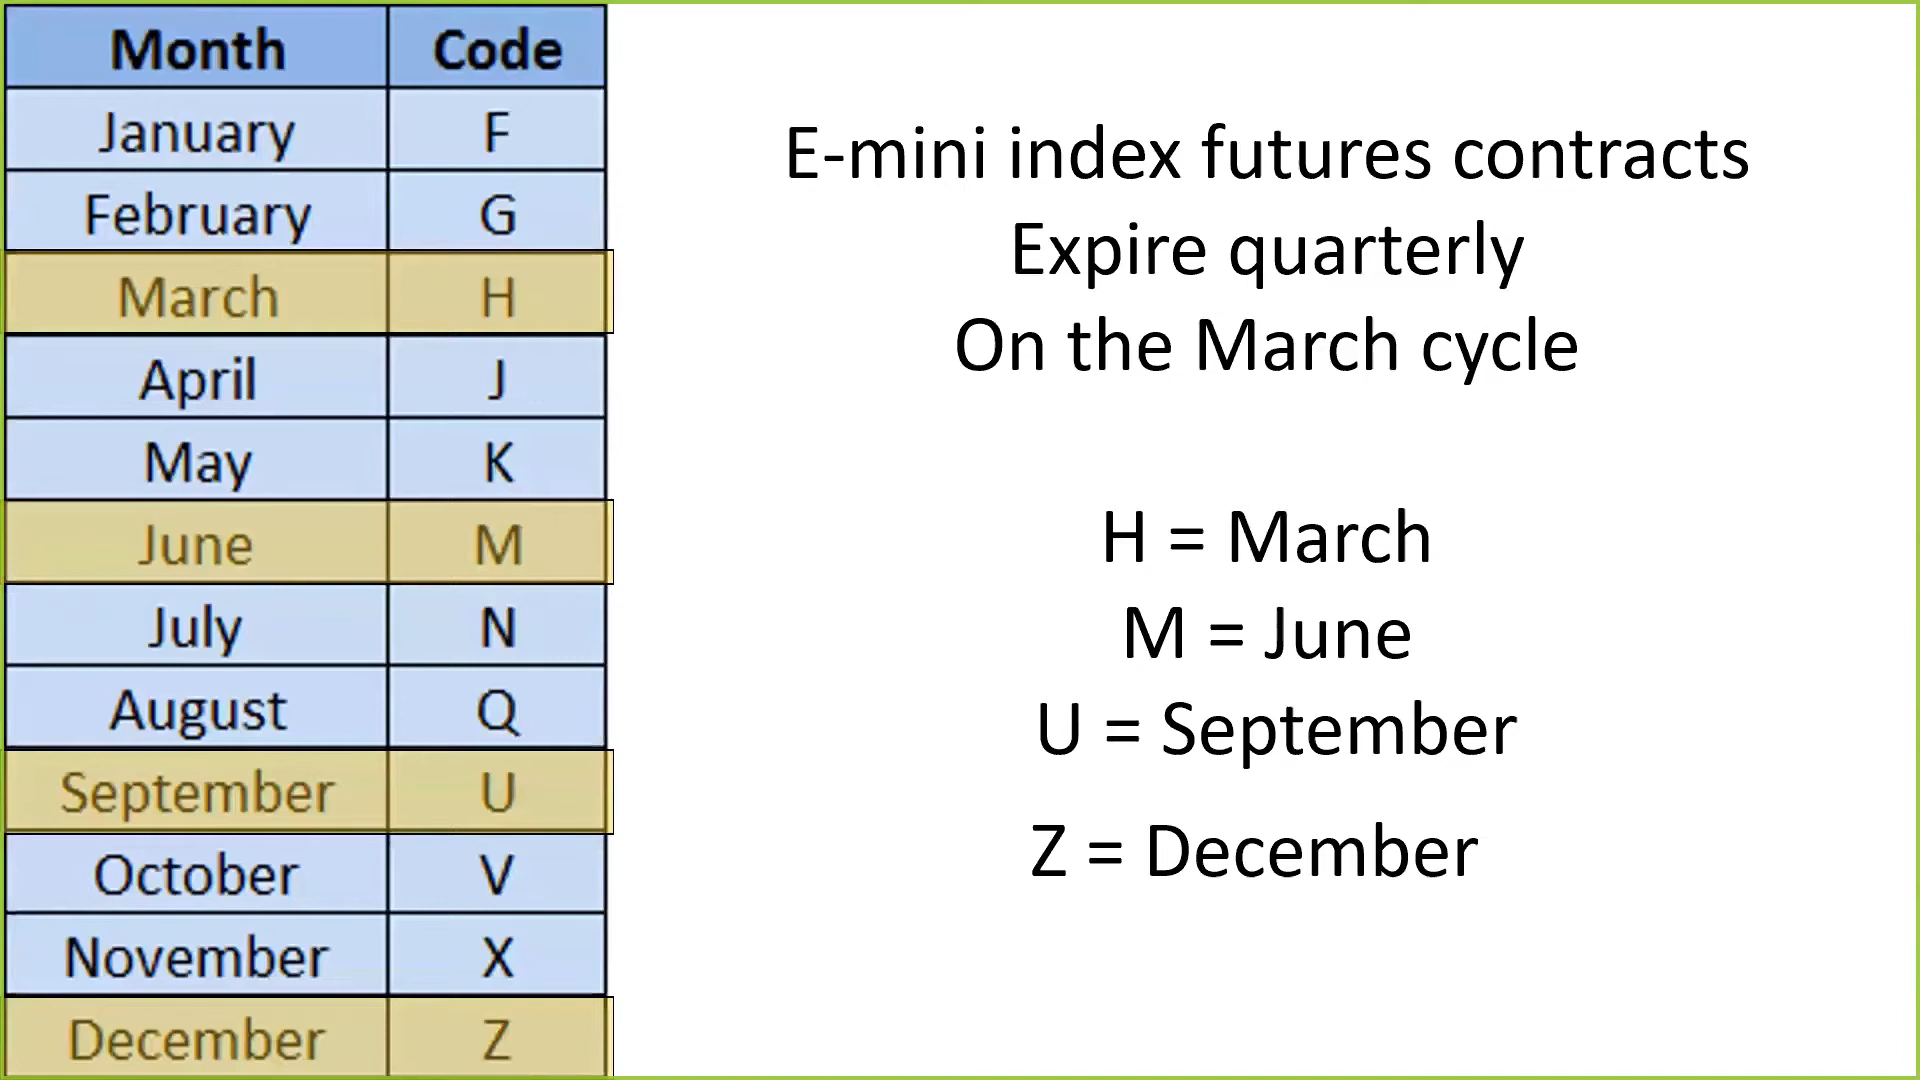 Month Code
January F
February G
March H
April J
May K
June M
July N
August Q
September U
October V
November X
December Z
E-mini index futures contracts
Expire quarterly
On the March cycle
H = March
M = June
U = September
Z = December